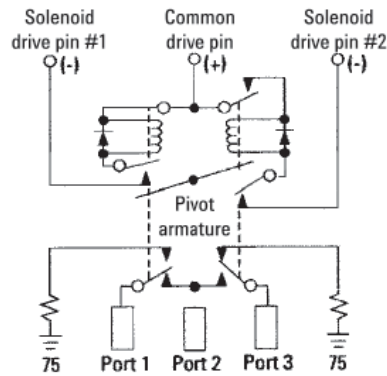 Solenoid
drive pin #1
(-)
Common
drive pin
(+)
Solenoid
drive pin #2
(-)
Pivot
armature
75
Port 1
Port 2
Port 3
75